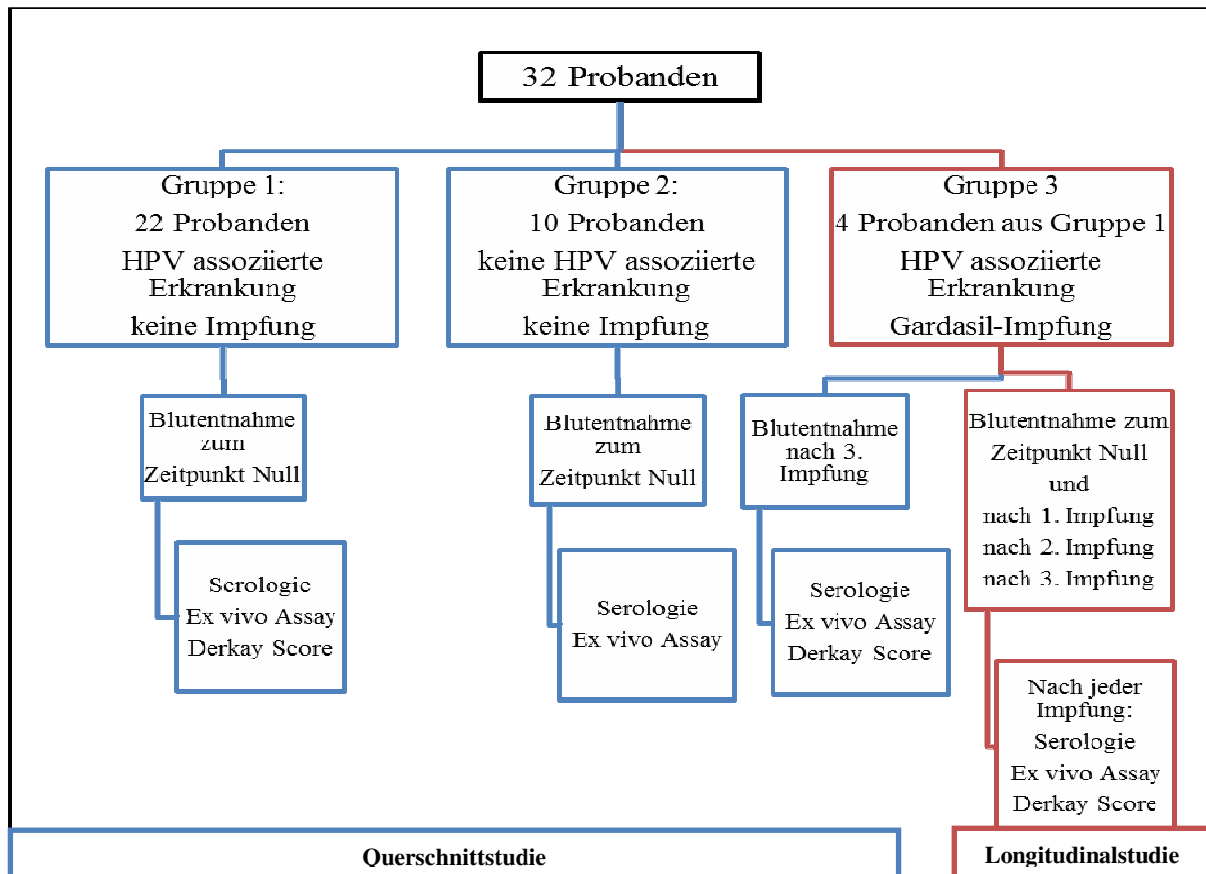 32 Probanden
Gruppe 1:
22 Probanden
HPV assoziierte
Erkrankung
keine Impfung
Gruppe 2:
10 Probanden
keine HPV assoziierte
Erkrankung
keine Impfung
Gruppe 3
4 Probanden aus Gruppe 1
HPV assoziierte
Erkrankung
Gardasil-Impfung
Blutentnahme
zum
Zeitpunkt Null
Blutentnahme
zum
Zeitpunkt Null
Blutentnahme
nach 3.
Impfung
Blutentnahme zum
Zeitpunkt Null
und
nach 1. Impfung
nach 2. Impfung
nach 3. Impfung
Serologie
Ex vivo Assay
Derkay Score
Serologie
Ex vivo Assay
Serologie
Ex vivo Assay
Derkay Score
Nach jeder
Impfung:
Serologie
Ex vivo Assay
Derkay Score
Querschnittstudie
Longitudinalstudie